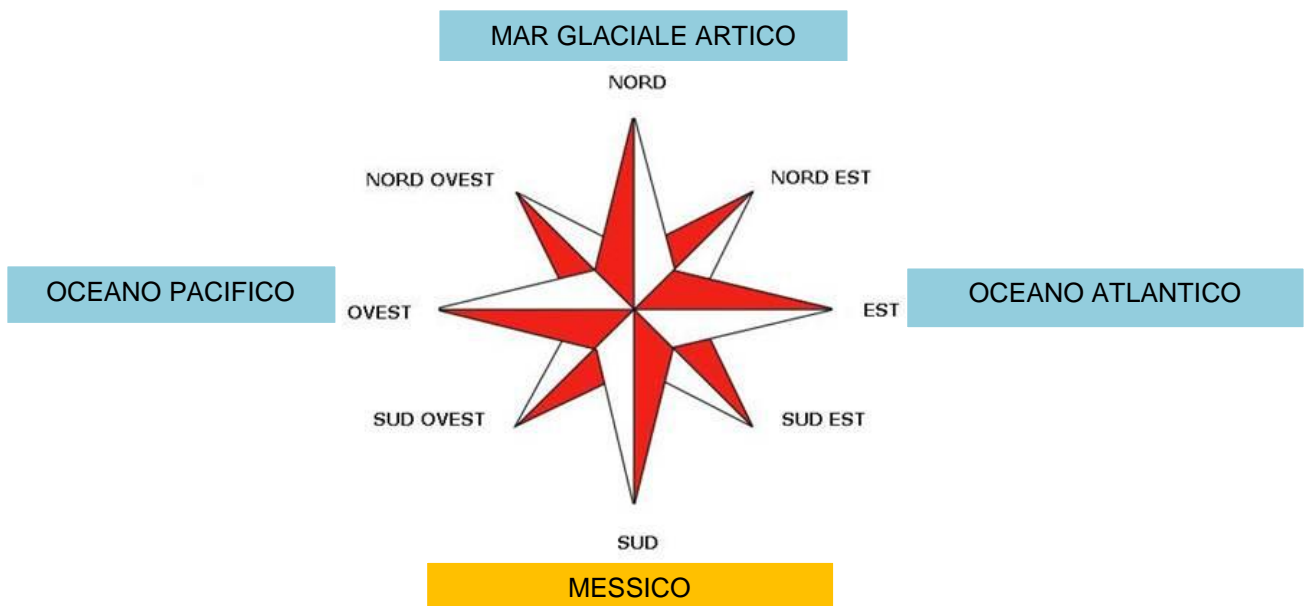 MAR GLACIALE ARTICO
NORD
NORD OVEST
NORD EST
OCEANO PACIFICO
OVEST
EST
OCEANO ATLANTICO
SUD OVEST
SUD EST
SUD
MESSICO